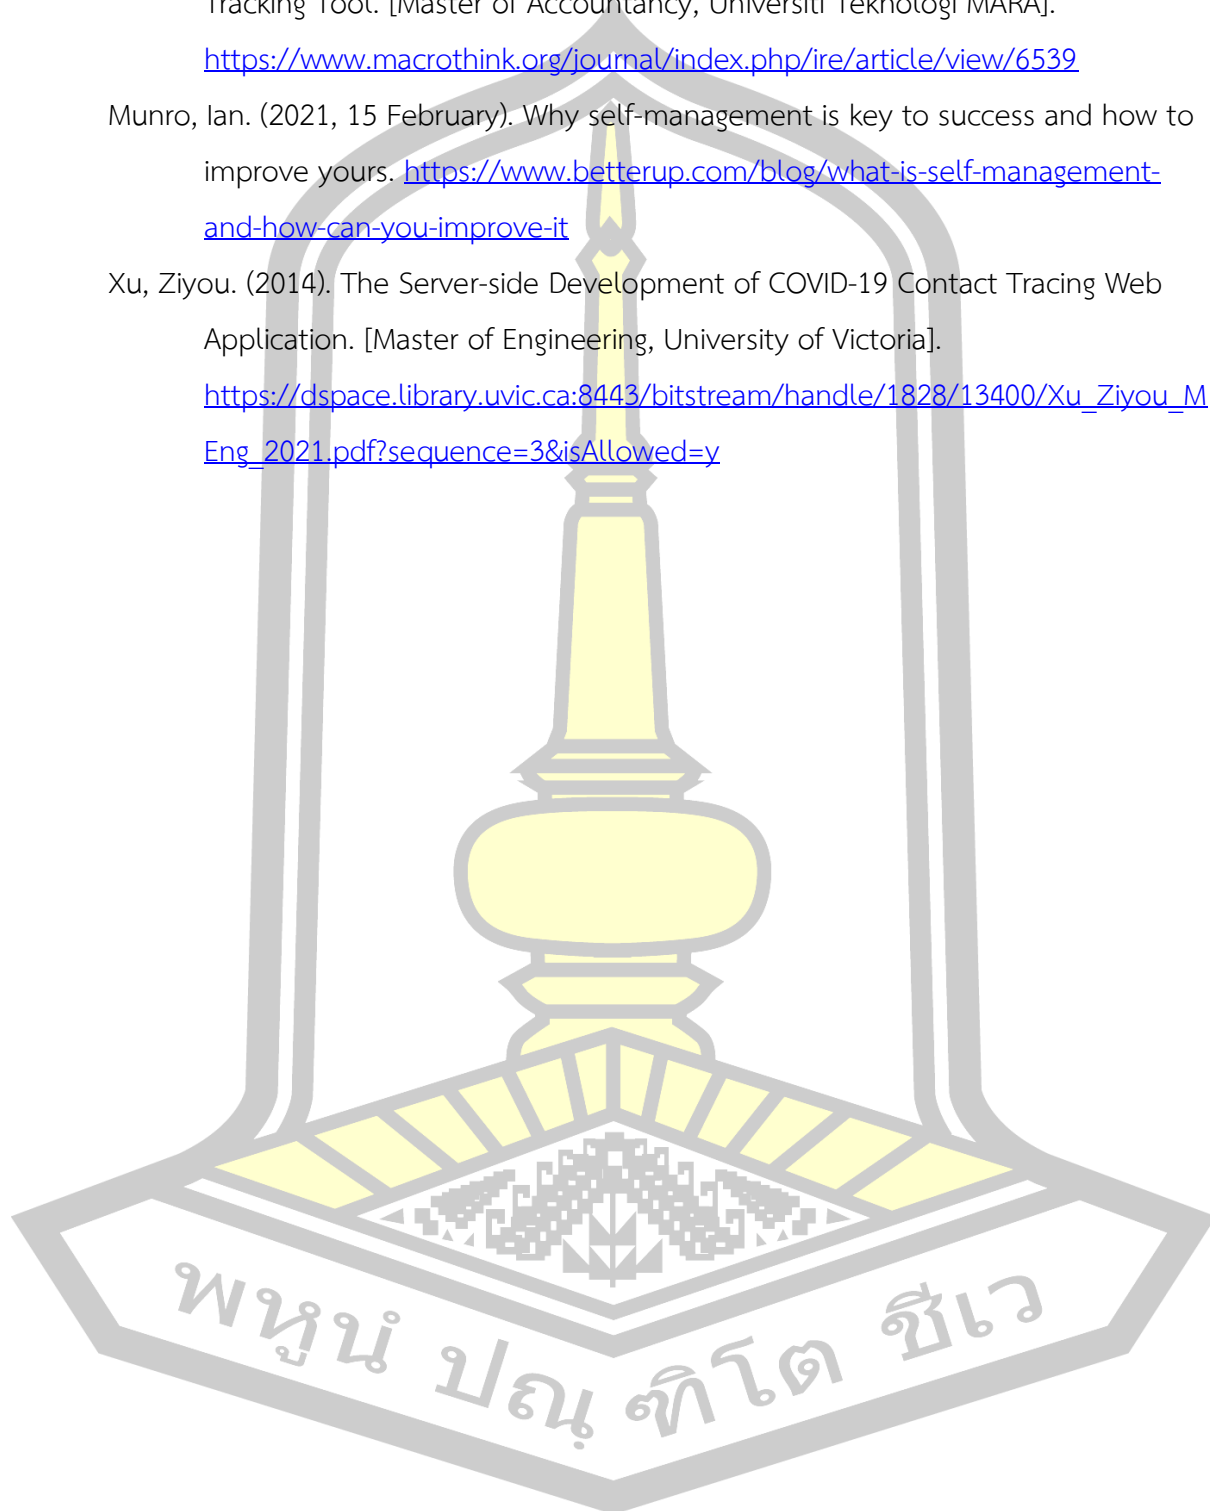 Tracking Tool. [Master of Accountancy, Universiti Teknologi MARA].
https://www.macrothink.org/journal/index.php/ire/article/view/6539
Munro, Ian. (2021, 15 February). Why self-management is key to success and how to
improve yours. https://www.betterup.com/blog/what-is-self-management-
and-how-can-you-improve-it
Xu, Ziyou. (2014). The Server-side Development of COVID-19 Contact Tracing Web
Application. [Master of Engineering, University of Victoria].
https://dspace.library.uvic.ca:8443/bitstream/handle/1828/13400/Xu_Ziyou_M
Eng_2021.pdf?sequence=3&isAllowed=y
พหูนํ ปณฺ ฑิโต ชีเว